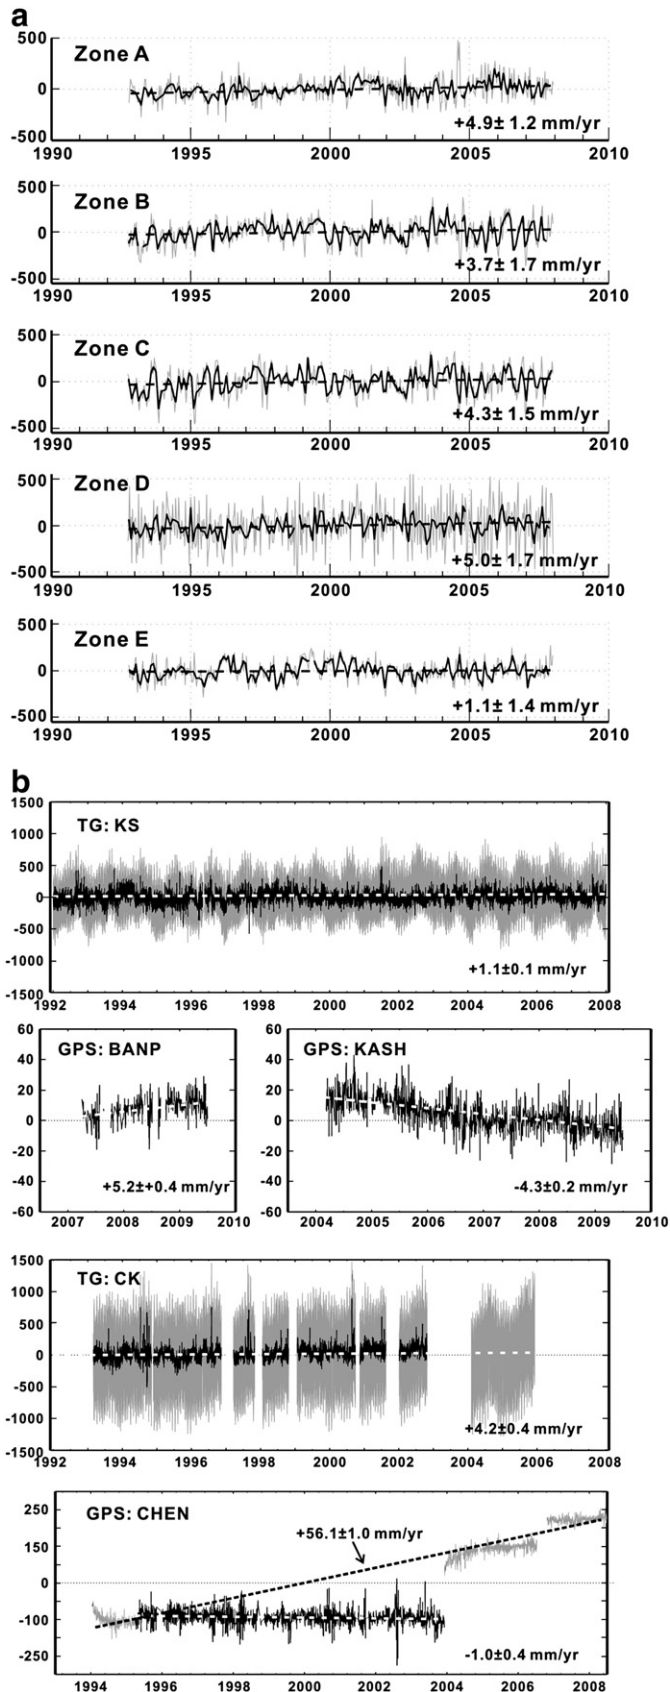 a
500
Zone A
0
+4.9± 1.2 mm/yr
-500
1990 1995 2000 2005 2010
500
Zone B
0
+3.7± 1.7 mm/yr
-500
1990 1995 2000 2005 2010
500
Zone C
0
+4.3± 1.5 mm/yr
-500
1990 1995 2000 2005 2010
500
Zone D
0
+5.0± 1.7 mm/yr
-500
1990 1995 2000 2005 2010
500
Zone E
0
+1.1± 1.4 mm/yr
-500
1990 1995 2000 2005 2010
b
1500
TG: KS
1000
500
0
-500
-1000
+1.1±0.1 mm/yr
-1500
1992 1994 1996 1998 2000 2002 2004 2006 2008
60 60
GPS: BANP GPS: KASH
40 40
20 20
0 0
-20 -20
-40 -40
+5.2±+0.4 mm/yr -4.3±0.2 mm/yr
-60 -60
2007 2008 2009 2010 2004 2005 2006 2007 2008 2009 2010
1500
TG: CK
1000
500
0
-500
-1000
+4.2±0.4 mm/yr
-1500
1992 1994 1996 1998 2000 2002 2004 2006 2008
GPS: CHEN
250
+56.1±1.0 mm/yr
150
0
-100
-250
-1.0±0.4 mm/yr
1994 1996 1998 2000 2002 2004 2006 2008